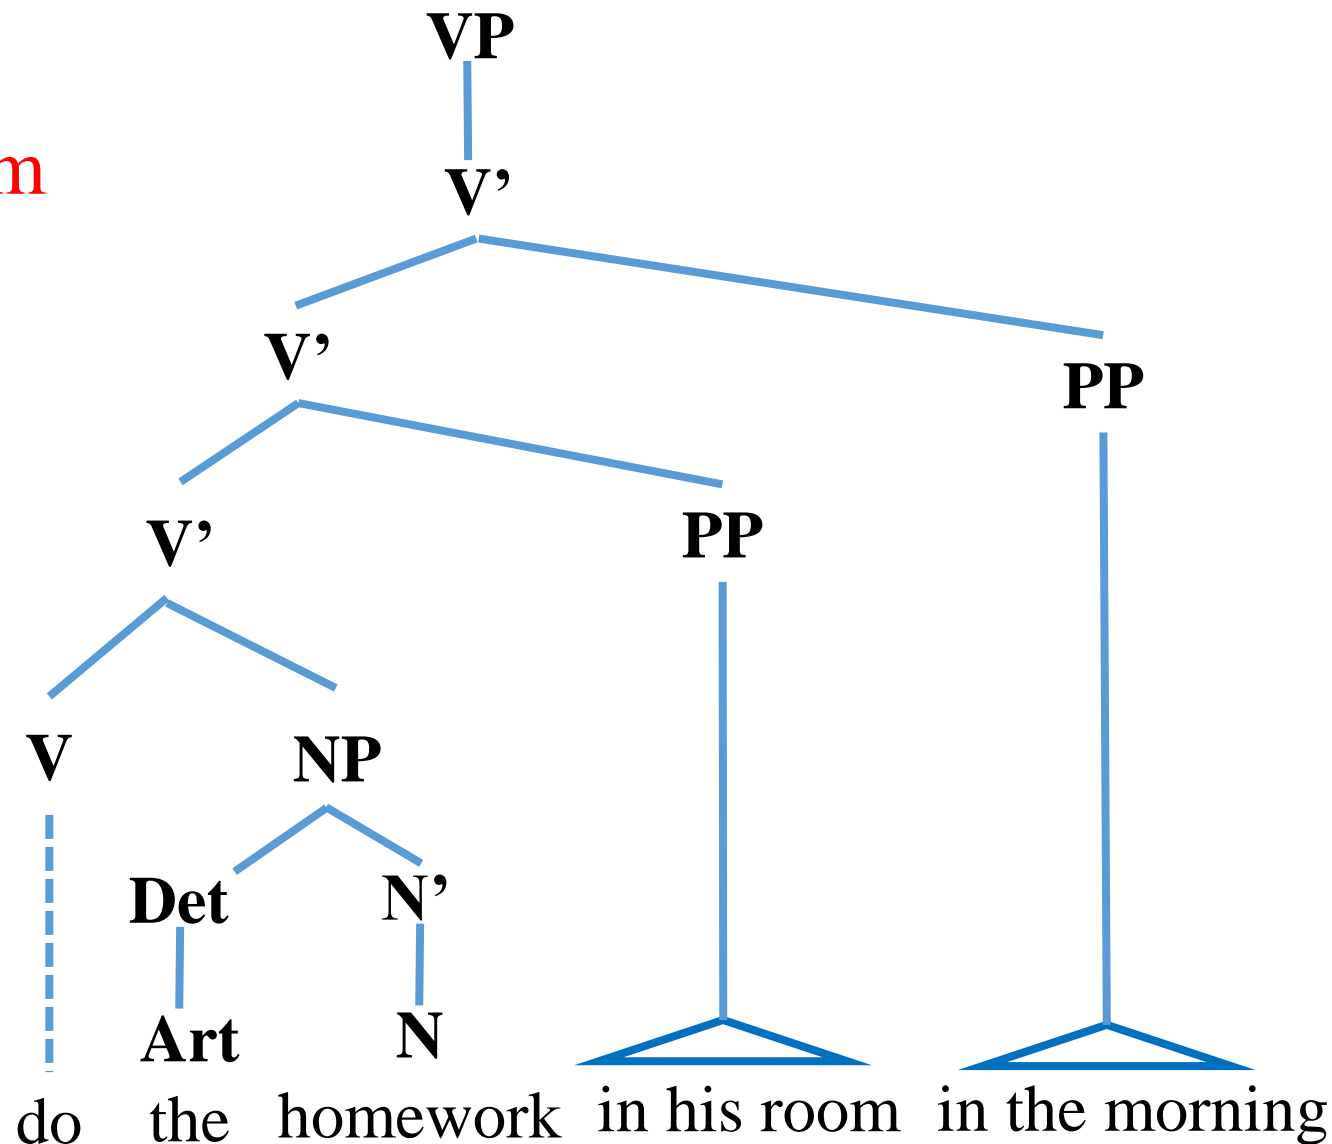 VP
m
V’
V’
PP
V’
PP
V
NP
Det
N’
Art
N
do the homework in his room in the morning